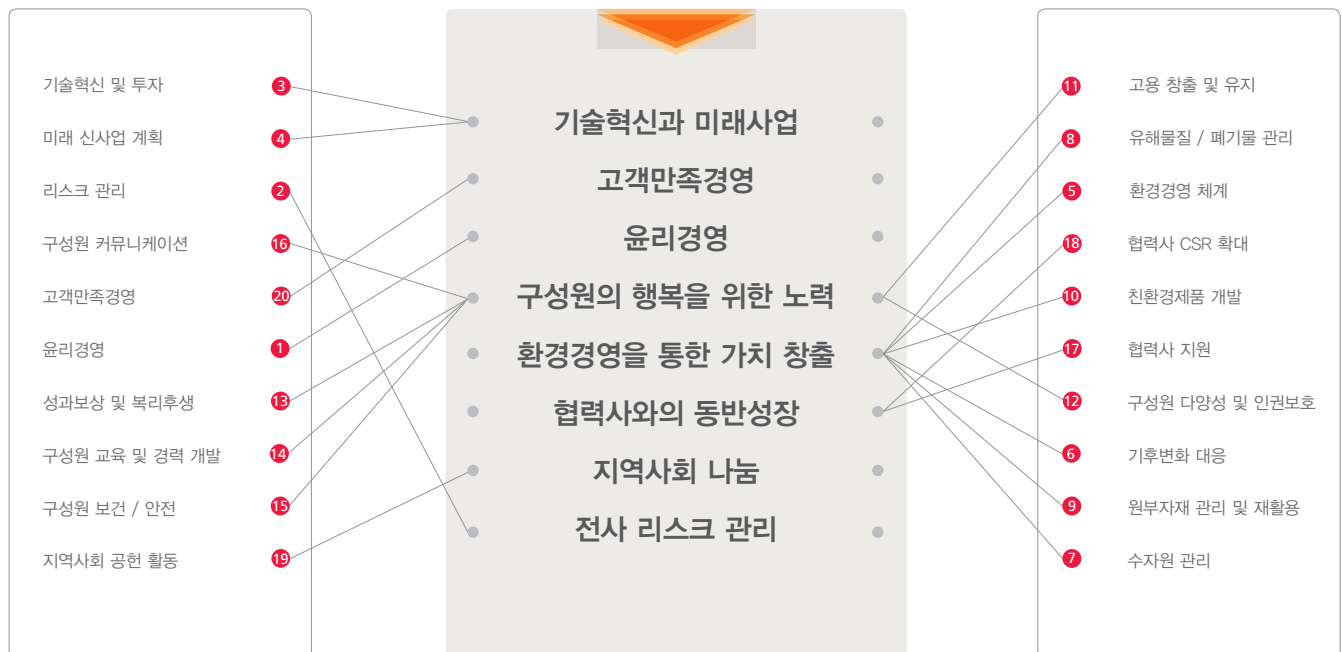 기술혁신 및 투자 3
미래 신사업 계획 4
리스크 관리 2
구성원 커뮤니케이션 16
고객만족경영 20
윤리경영 1
성과보상 및 복리후생 13
구성원 교육 및 경력 개발 14
구성원 보건 / 안전 15
지역사회 공헌 활동 19
기술혁신과 미래사업
고객만족경영
윤리경영
구성원의 행복을 위한 노력
환경경영을 통한 가치 창출
협력사와의 동반성장
지역사회 나눔
전사 리스크 관리
11 고용 창출 및 유지
8 유해물질 / 폐기물 관리
5 환경경영 체계
18 협력사 CSR 확대
10 친환경제품 개발
17 협력사 지원
12 구성원 다양성 및 인권보호
6 기후변화 대응
9 원부자재 관리 및 재활용
7 수자원 관리